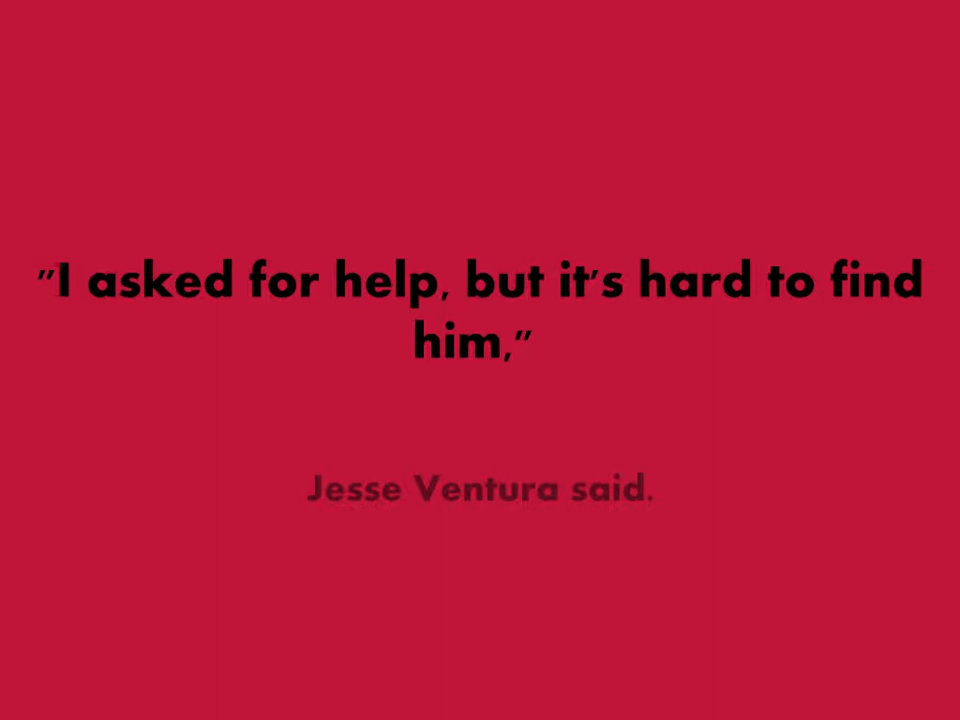 "I asked for help, but it's hard to find
him,"
Jesse Ventura said.